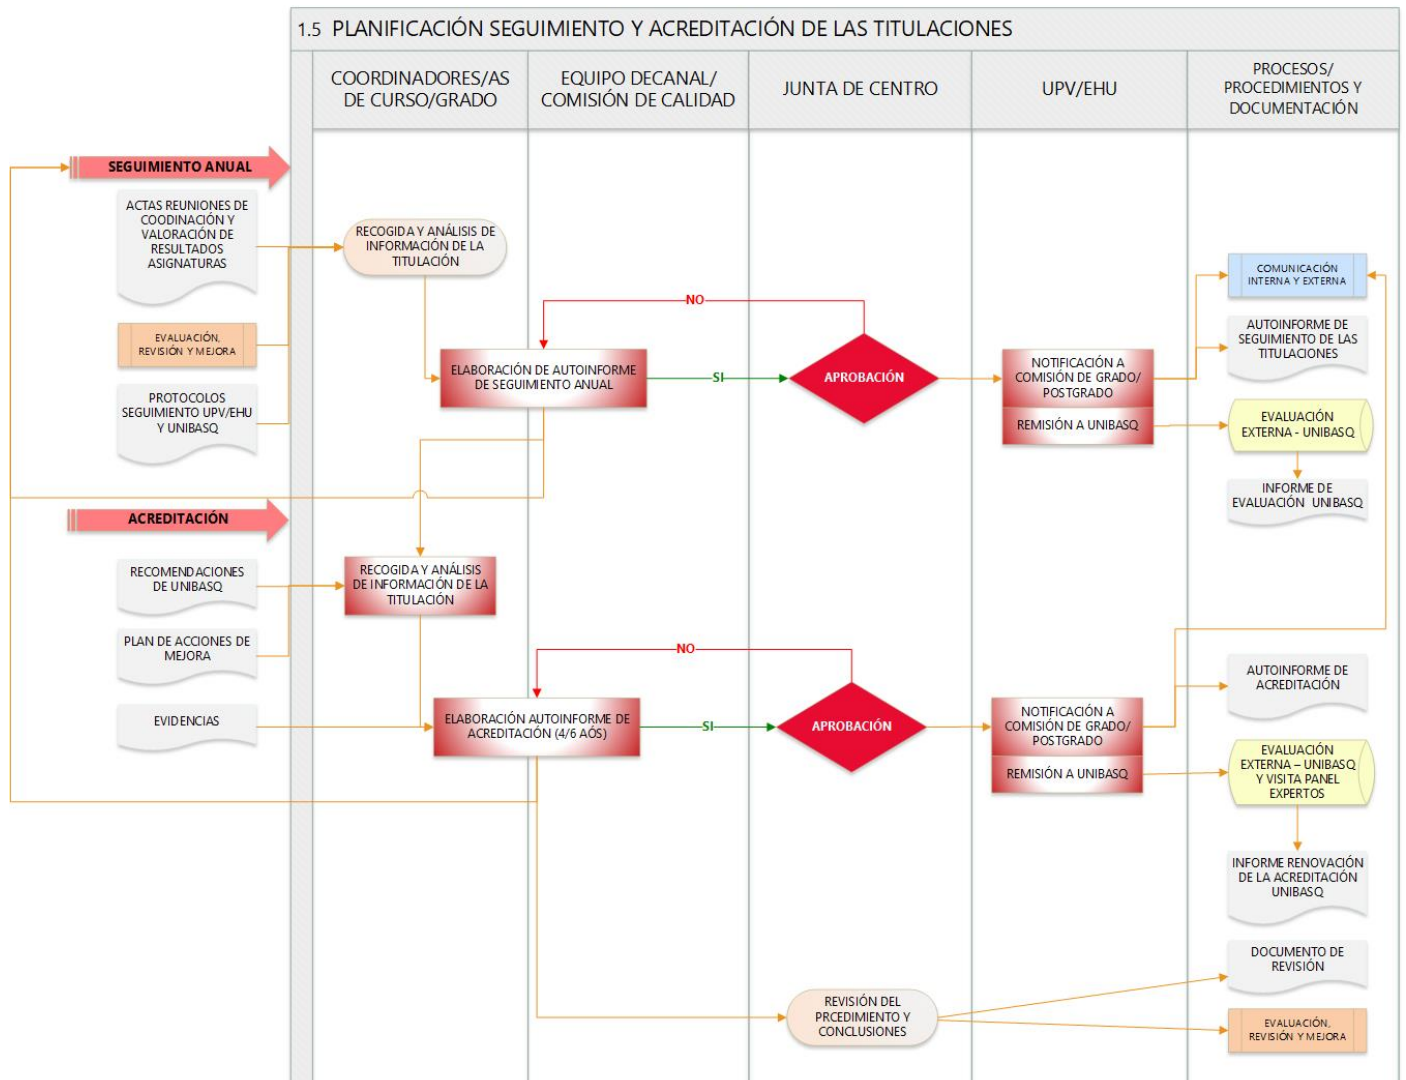 1.5 PLANIFICACIÓN SEGUIMIENTO Y ACREDITACIÓN DE LAS TITULACIONES
COORDINADORES/AS
DE CURSO/GRADO
EQUIPO DECANAL/
COMISIÓN DE CALIDAD
JUNTA DE CENTRO
UPV/EHU
PROCESOS/
PROCEDIMIENTOS Y
DOCUMENTACIÓN
SEGUIMIENTO ANUAL
ACTAS REUNIONES DE
COODINACIÓN Y
VALORACIÓN DE
RESULTADOS
ASIGNATURAS
EVALUACIÓN,
REVISIÓN Y MEJORA
PROTOCOLOS
SEGUIMIENTO UPV/EHU
Y UNIBASQ
RECOGIDA Y ANÁLISIS DE
INFORMACIÓN DE LA
TITULACIÓN
NO
ELABORACIÓN DE AUTOINFORME
DE SEGUIMIENTO ANUAL
SI
APROBACIÓN
NOTIFICACIÓN A
COMISIÓN DE GRADO/
POSTGRADO
REMISIÓN A UNIBASQ
COMUNICACIÓN
INTERNA Y EXTERNA
AUTOINFORME DE
SEGUIMIENTO DE LAS
TITULACIONES
EVALUACIÓN
EXTERNA - UNIBASQ
INFORME DE
EVALUACIÓN UNIBASQ
ACREDITACIÓN
RECOMENDACIONES
DE UNIBASQ
PLAN DE ACCIONES DE
MEJORA
EVIDENCIAS
RECOGIDA Y ANÁLISIS
DE INFORMACIÓN DE LA
TITULACIÓN
NO
ELABORACIÓN AUTOINFORME DE
ACREDITACIÓN (4/6 AÓS)
SI
APROBACIÓN
NOTIFICACIÓN A
COMISIÓN DE GRADO/
POSTGRADO
REMISIÓN A UNIBASQ
AUTOINFORME DE
ACREDITACIÓN
EVALUACIÓN
EXTERNA – UNIBASQ
Y VISITA PANEL
EXPERTOS
INFORME RENOVACIÓN
DE LA ACREDITACIÓN
UNIBASQ
REVISIÓN DEL
PRCEDIMIENTO Y
CONCLUSIONES
DOCUMENTO DE
REVISIÓN
EVALUACIÓN,
REVISIÓN Y MEJORA